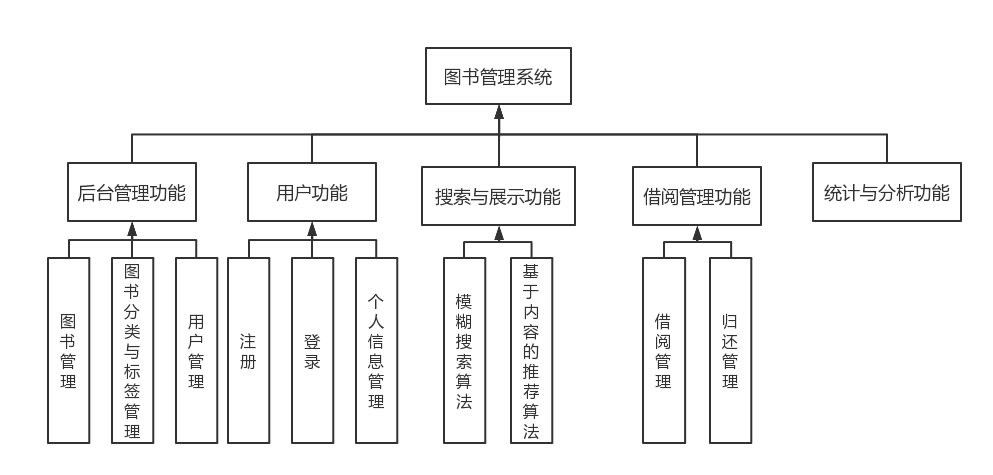 图书管理系统
后台管理功能
用户功能
搜索与展示功能
借阅管理功能
统计与分析功能
图书管理
图书分类与标签管理
用户管理
注册
登录
个人信息管理
模糊搜索算法
基于内容的推荐算法
借阅管理
归还管理